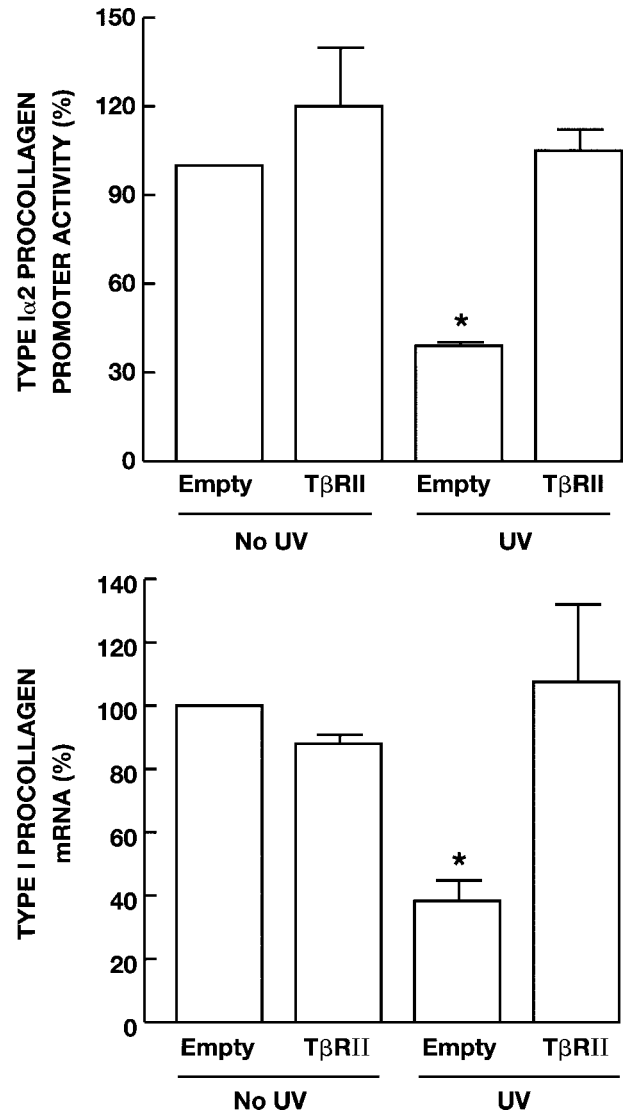 TYPE Iα2 PROCOLLAGEN
PROMOTER ACTIVITY (%)
150
120
90
60
30
0
*
Empty TβRII Empty TβRII
No UV UV
TYPE I PROCOLLAGEN
mRNA (%)
140
120
100
80
60
40
20
0
*
Empty TβRII Empty TβRII
No UV UV